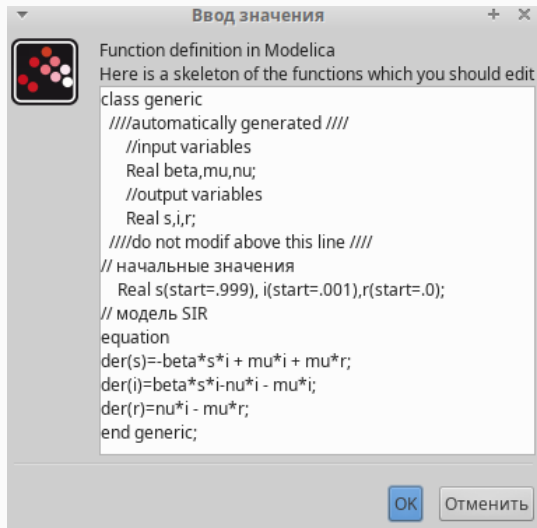 Ввод значения
Function definition in Modelica
Here is a skeleton of the functions which you should edit
class generic
////automatically generated ////
//input variables
Real beta,mu,nu;
//output variables
Real s,i,r;
////do not modif above this line ////
// начальные значения
Real s(start=.999), i(start=.001),r(start=.0);
// модель SIR
equation
der(s)=-beta*s*i + mu*i + mu*r;
der(i)=beta*s*i-nu*i - mu*i;
der(r)=nu*i - mu*r;
end generic;
OK Отменить